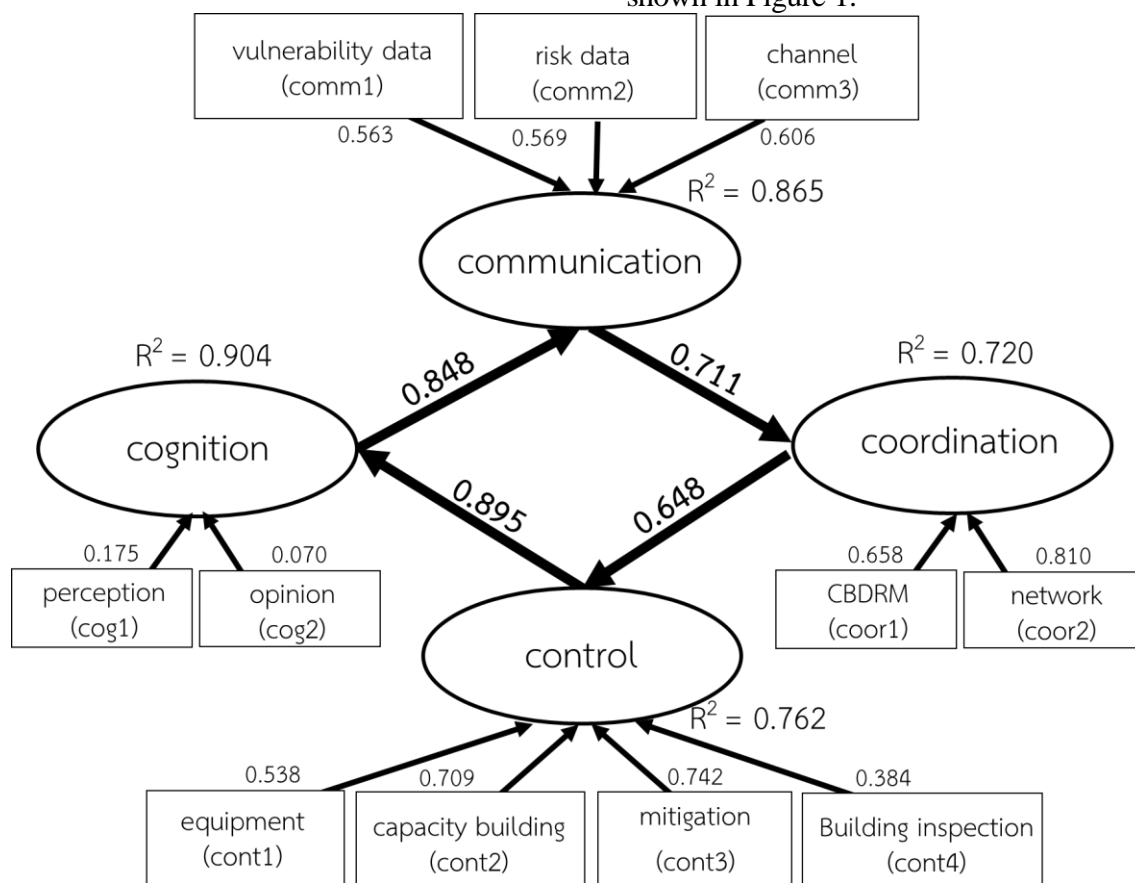 shown in Figure 1.
vulnerability data
(comm1)
risk data
(comm2)
channel
(comm3)
0.563
0.569
0.606
R² = 0.865
communication
R² = 0.904
0.848
0.711
R² = 0.720
cognition
coordination
0.895
0.648
0.175
0.070
0.658
0.810
perception
(cog1)
opinion
(cog2)
CBDRM
(coor1)
network
(coor2)
control
R² = 0.762
0.538
0.709
0.742
0.384
equipment
(cont1)
capacity building
(cont2)
mitigation
(cont3)
Building inspection
(cont4)